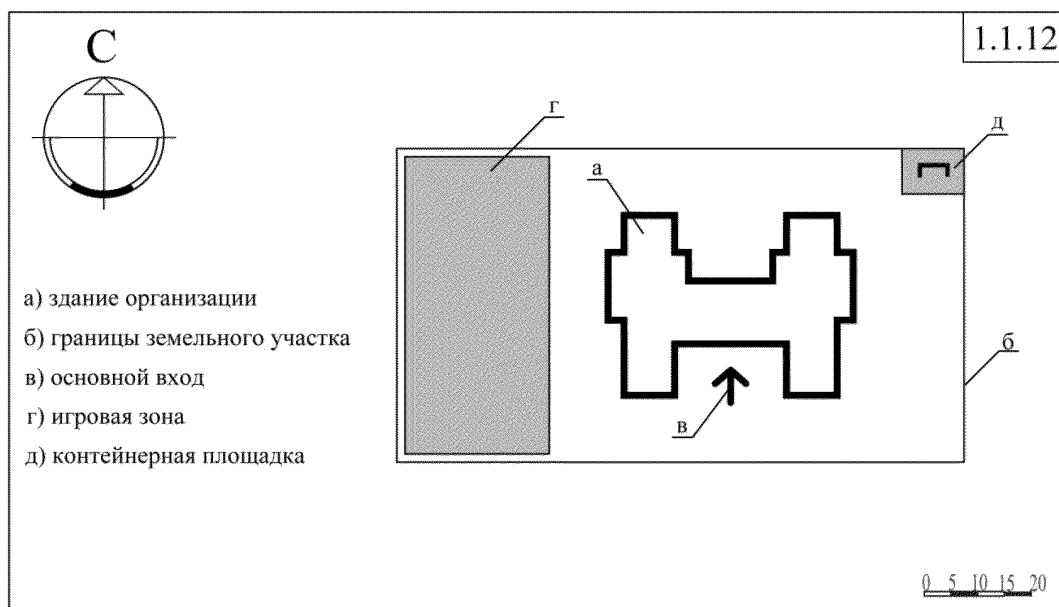 С
1.1.12
г
д
а
а) здание организации
б) границы земельного участка
б
в) основной вход
г) игровая зона
в
д) контейнерная площадка
0 5 10 15 20